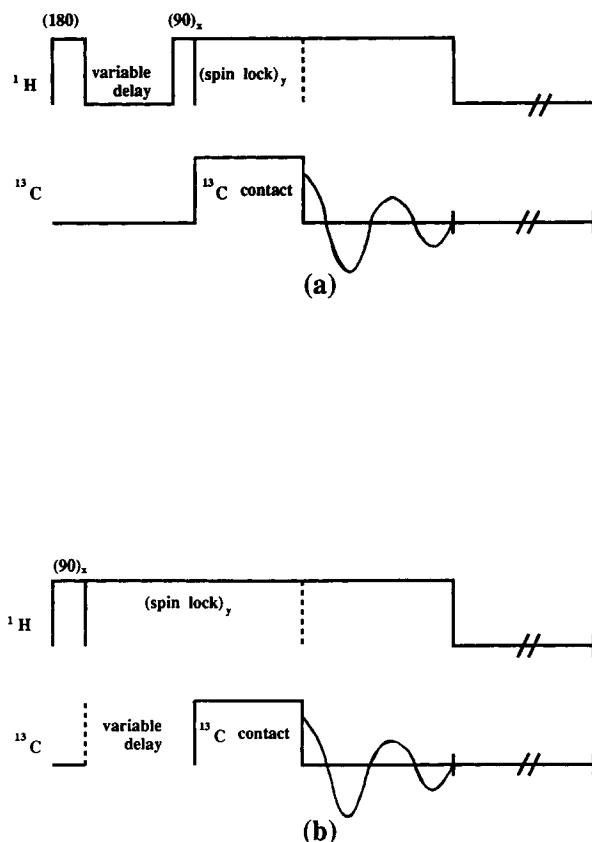 (180) (90)x
¹H variable (spin lock)y
delay
¹³C ¹³C contact
(a)
(90)x
¹H (spin lock)y
¹³C variable ¹³C contact
delay
(b)